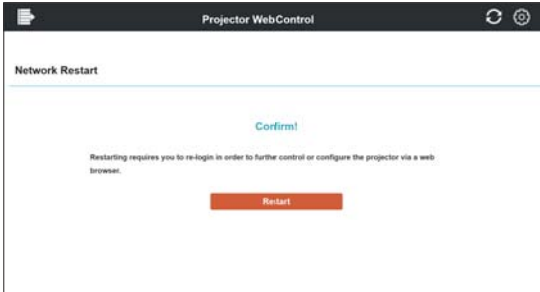 Projector WebControl
Network Restart
Confirm!
Restarting requires you to re-login in order to furthe control or configure the projector via a web
browser.
Restart